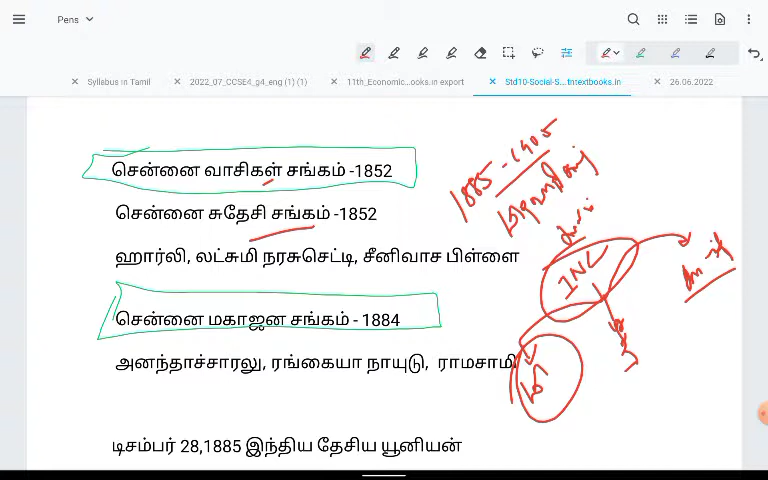 Pens
Syllabus in Tamil
2022_07_CCSE4_g4_eng (1) (1)
11th_Economic...ooks.in export
Std10-Social-S...tntextbooks.in
26.06.2022
சென்னை வாசிகள் சங்கம் -1852
சென்னை சுதேசி சங்கம் -1852
ஹார்லி, லட்சுமி நரசுசெட்டி, சீனிவாச பிள்ளை
சென்னை மகாஜன சங்கம் - 1884
அனந்தாச்சாரலு, ரங்கையா நாயுடு, ராமசாமி
டிசம்பர் 28,1885 இந்திய தேசிய யூனியன்
1885-1905
INC